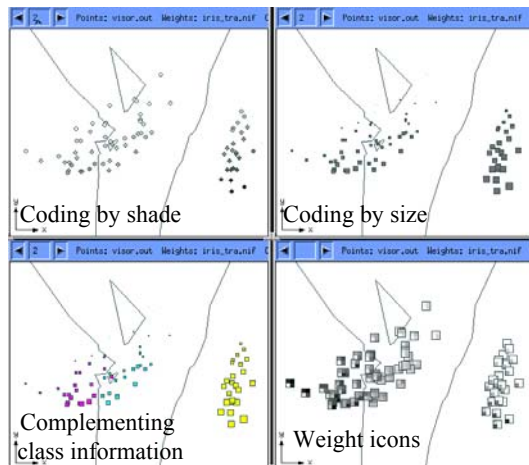 2 Points: visor.out Weights: iris_tra.nif
2 Points: visor.out Weights: iris_tra.nif
Coding by shade
Coding by size
y
x
y
x
2 Points: visor.out Weights: iris_tra.nif
Points: visor.out Weights: iris_tra.nif
Complementing
class information
Weight icons
y
x
y
x